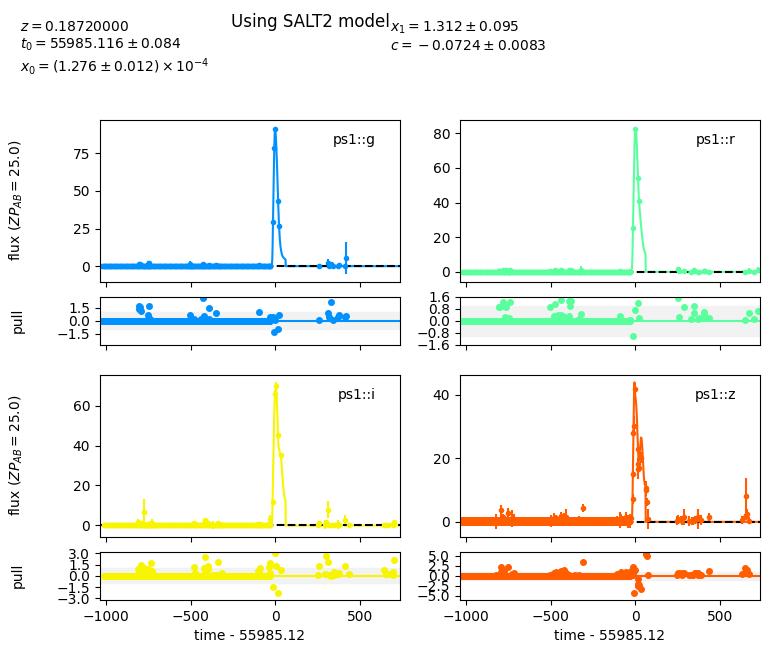 Using SALT2 model
z = 0.18720000
t₀ = 55985.116 ± 0.084
x₀ = (1.276 ± 0.012) × 10⁻⁴
x₁ = 1.312 ± 0.095
c = −0.0724 ± 0.0083
flux (ZP_AB = 25.0)
75
50
25
0
ps1::g
80
60
40
20
0
ps1::r
pull
1.5
0.0
−1.5
1.6
0.8
0.0
−0.8
−1.6
flux (ZP_AB = 25.0)
60
40
20
0
ps1::i
40
20
0
ps1::z
pull
3.0
1.5
0.0
−1.5
−3.0
5.0
2.5
0.0
−2.5
−5.0
−1000 −500 0 500
time - 55985.12
−1000 −500 0 500
time - 55985.12